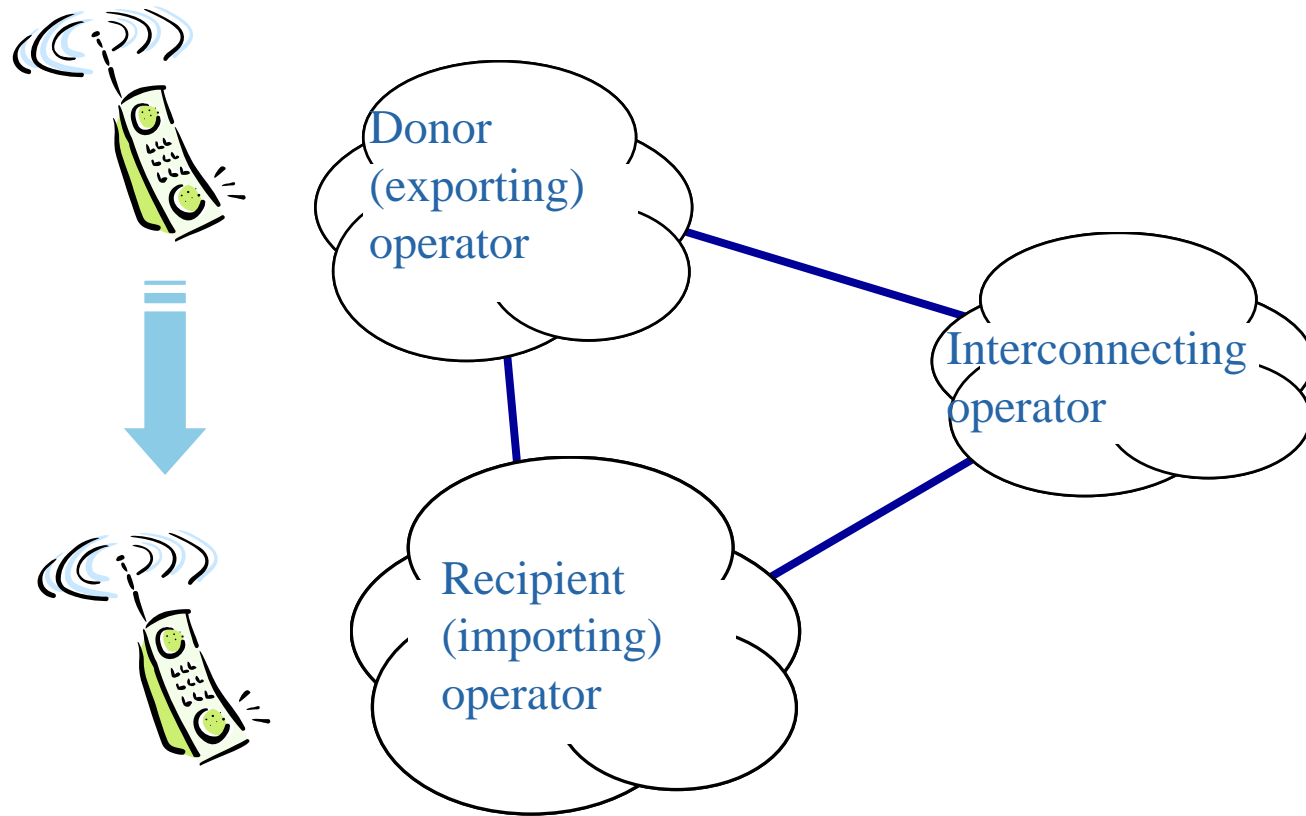 Donor
(exporting)
operator
Interconnecting
operator
Recipient
(importing)
operator